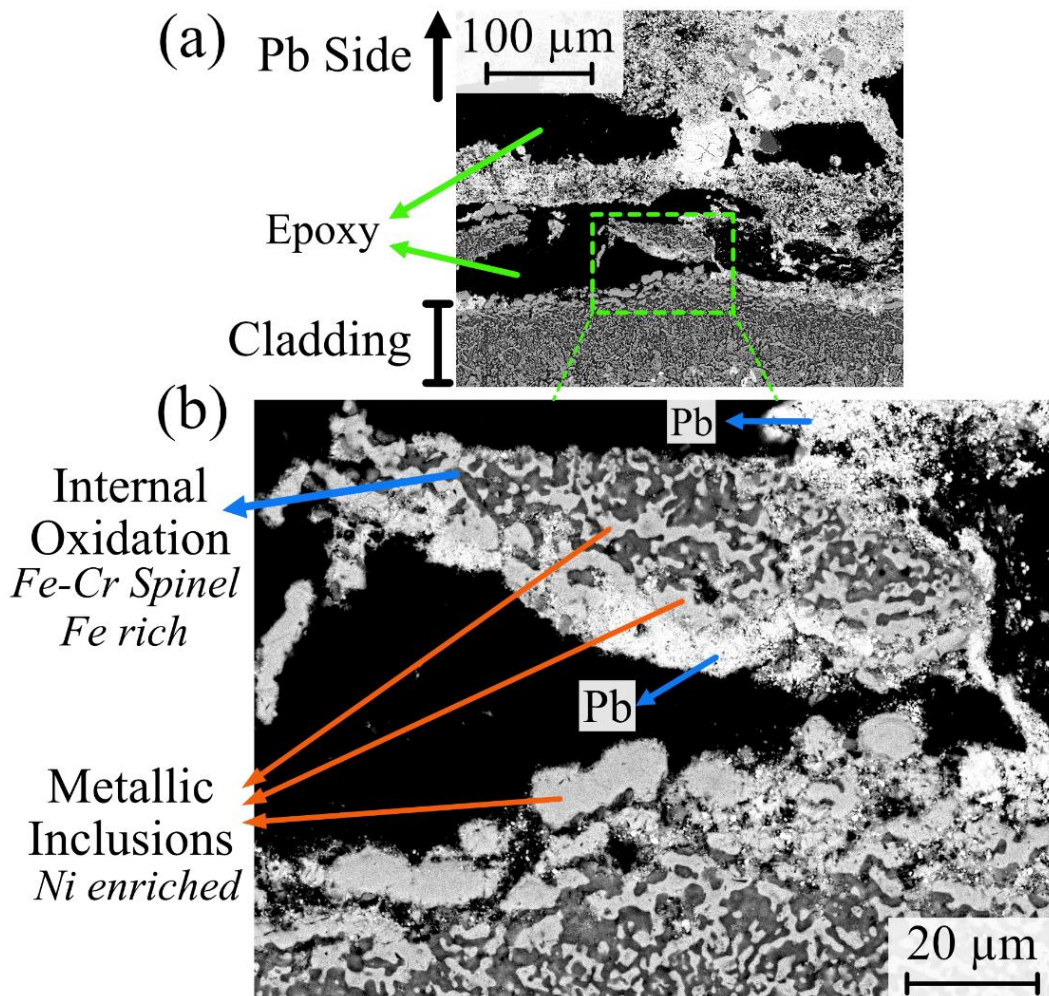 (a)
Pb Side
100 µm
Epoxy
Cladding
(b)
Pb
Internal
Oxidation
Fe-Cr Spinel
Fe rich
Pb
Metallic
Inclusions
Ni enriched
20 µm